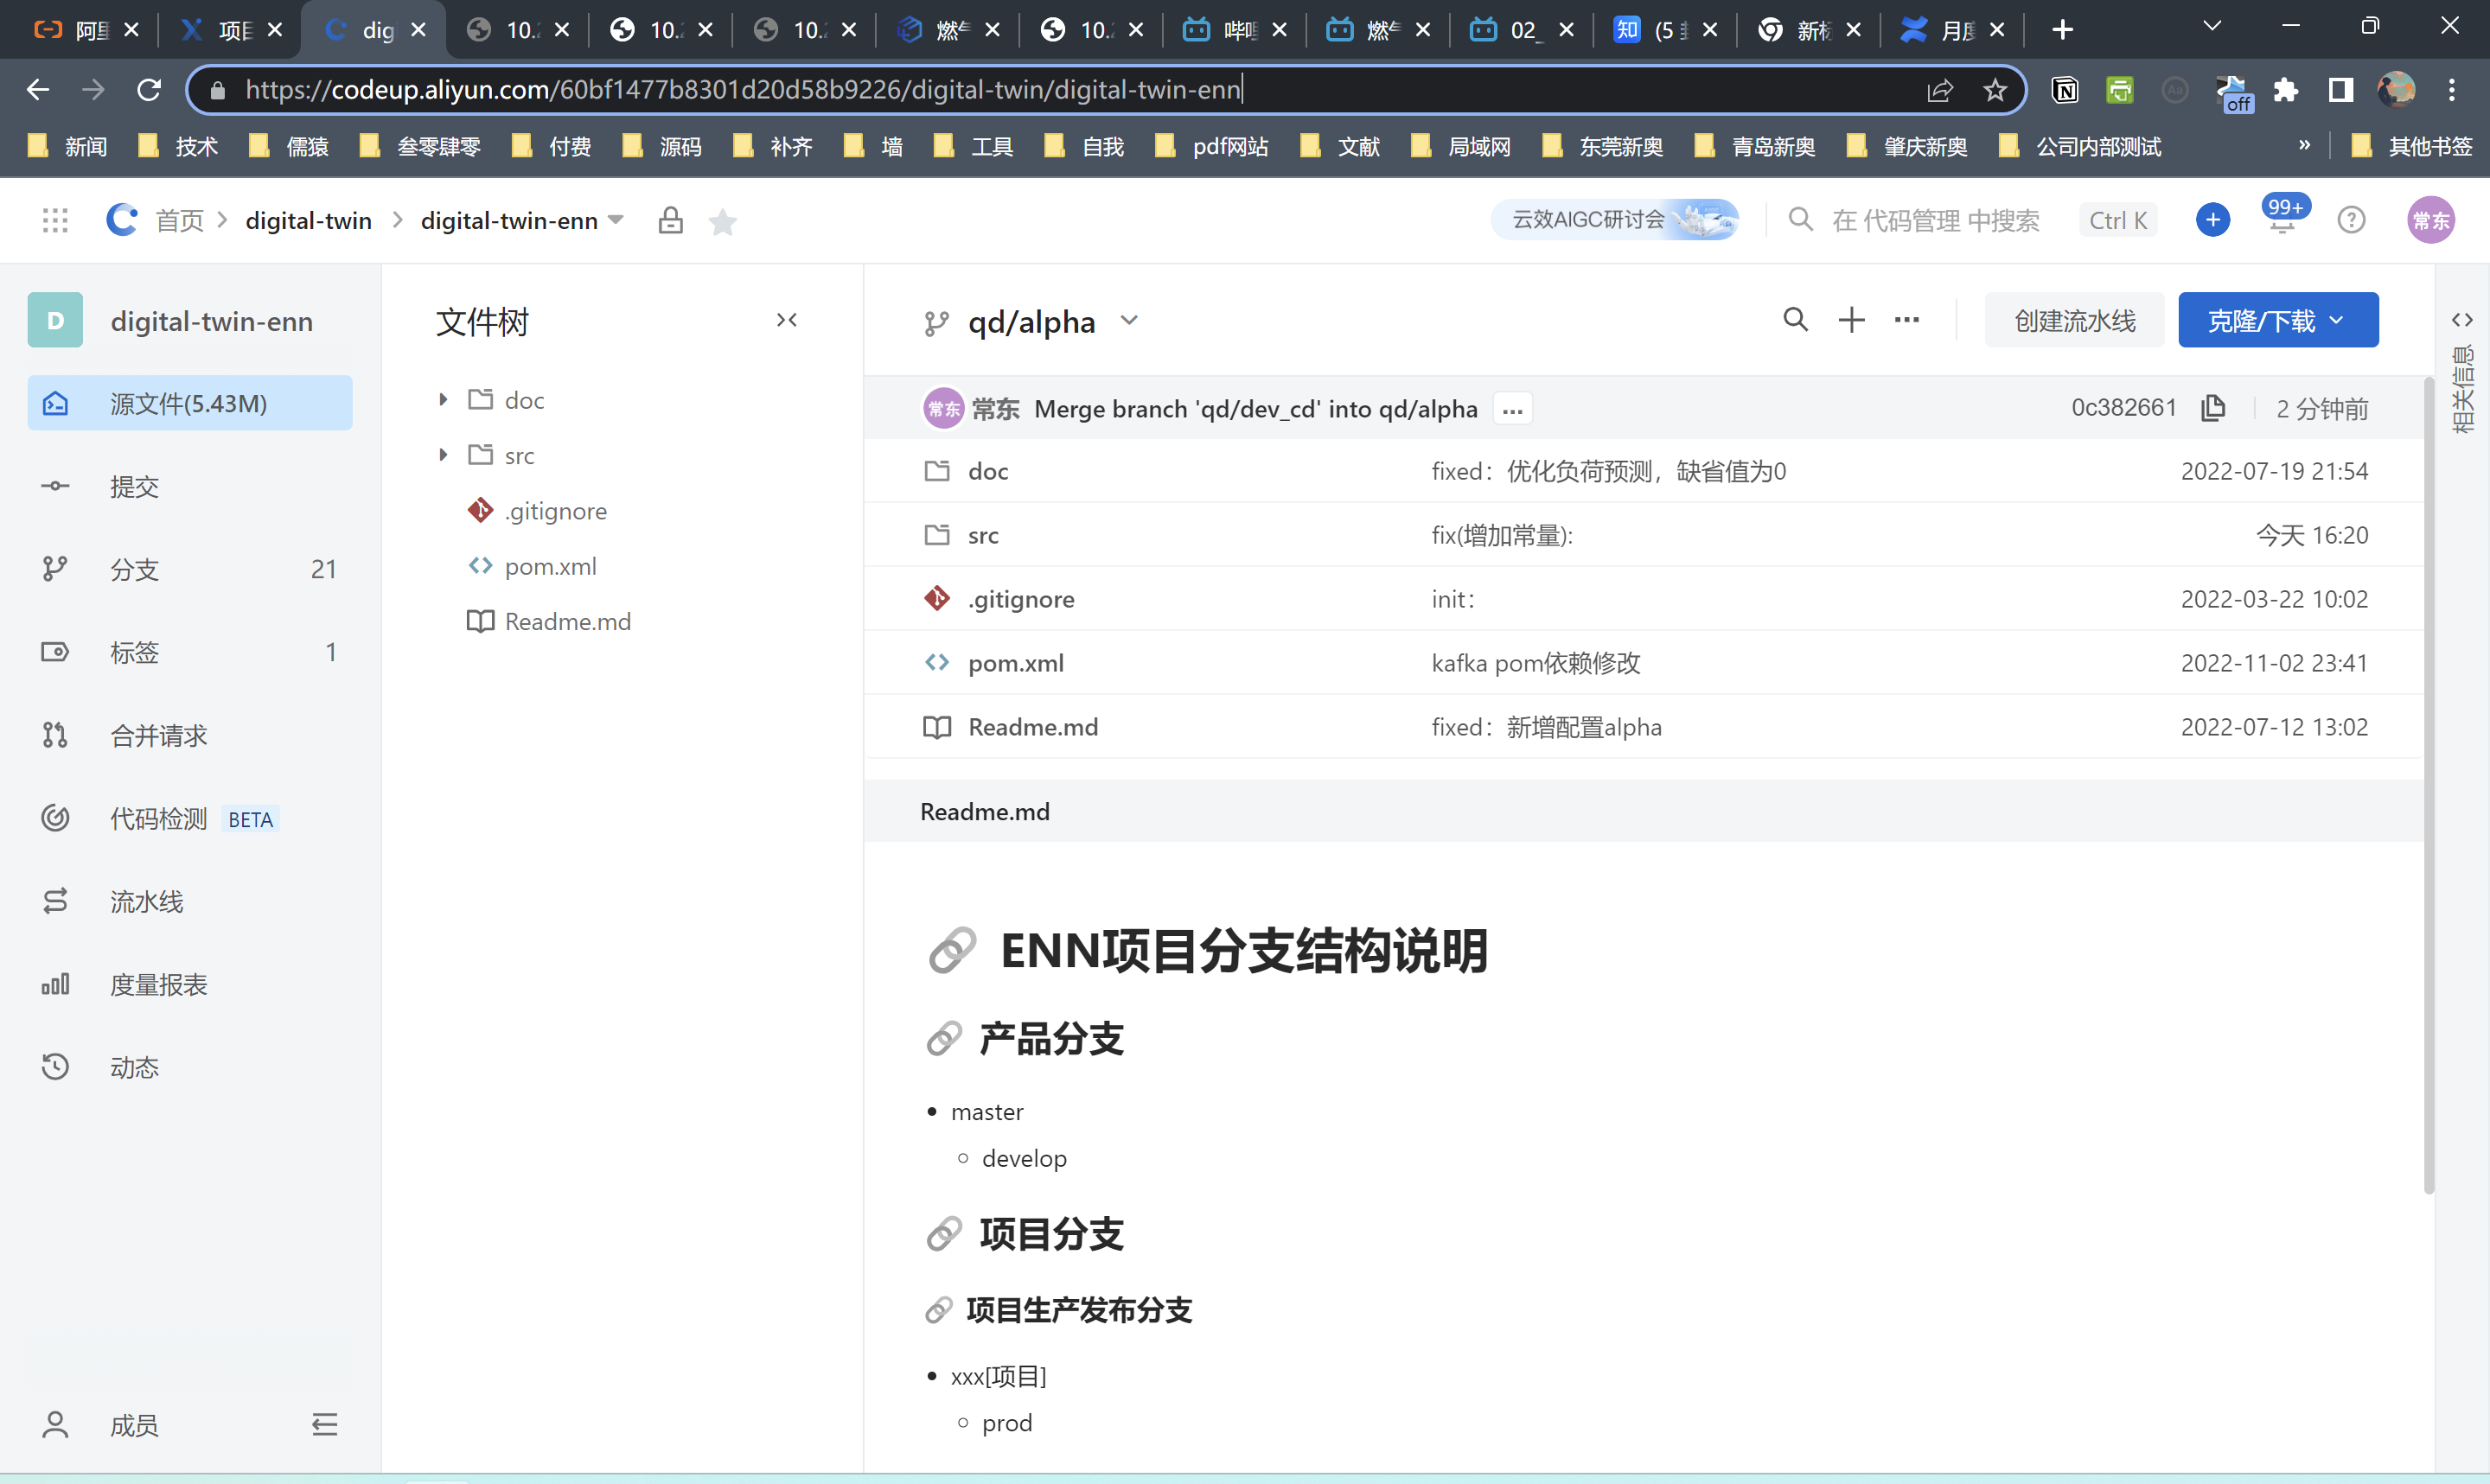 阿里 项目 dig 10. 10. 10. 燃气 10. 哔哩 燃气 02_ 知 (5 封 新标 月度
https://codeup.aliyun.com/60bf1477b8301d20d58b9226/digital-twin/digital-twin-enn
off
新闻 技术 儒猿 叁零肆零 付费 源码 补齐 墙 工具 自我 pdf网站 文献 局域网 东莞新奥 青岛新奥 肇庆新奥 公司内部测试 » 其他书签
首页 digital-twin digital-twin-enn 云效AIGC研讨会 在 代码管理 中搜索 Ctrl K 99+ 常东
D digital-twin-enn
源文件(5.43M)
提交
分支 21
标签 1
合并请求
代码检测 BETA
流水线
度量报表
动态
成员
文件树
doc
src
.gitignore
pom.xml
Readme.md
qd/alpha 创建流水线 克隆/下载
常东 常东 Merge branch 'qd/dev_cd' into qd/alpha ... 0c382661 2 分钟前
doc fixed：优化负荷预测，缺省值为0 2022-07-19 21:54
src fix(增加常量): 今天 16:20
.gitignore init： 2022-03-22 10:02
pom.xml kafka pom依赖修改 2022-11-02 23:41
Readme.md fixed：新增配置alpha 2022-07-12 13:02
Readme.md
ENN项目分支结构说明
产品分支
master
develop
项目分支
项目生产发布分支
xxx[项目]
prod
相关信息